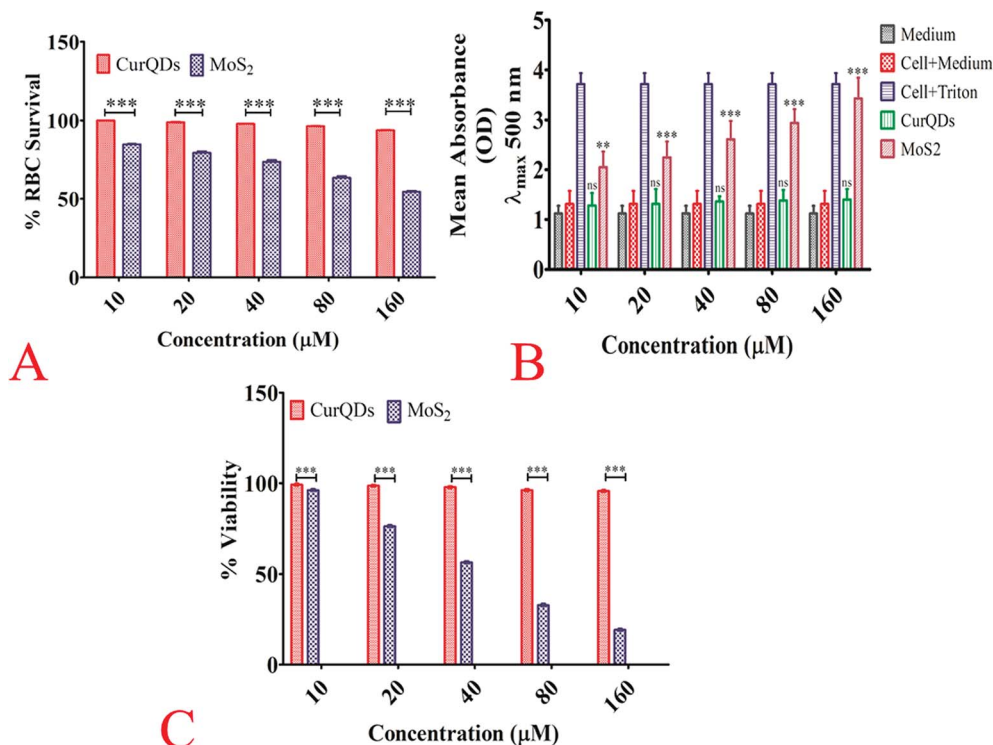 150
100
50
0
% RBC Survival
CurQDs MoS₂
*** *** *** *** ***
10 20 40 80 160
Concentration (µM)
A
5
4
3
2
1
0
Mean Absorbance
(OD)
λmax 500 nm
Medium
Cell+Medium
Cell+Triton
CurQDs
MoS2
ns ** ns *** ns *** ns *** ns ***
10 20 40 80 160
Concentration (µM)
B
150
100
50
0
% Viability
CurQDs MoS₂
*** *** *** *** ***
10 20 40 80 160
Concentration (µM)
C